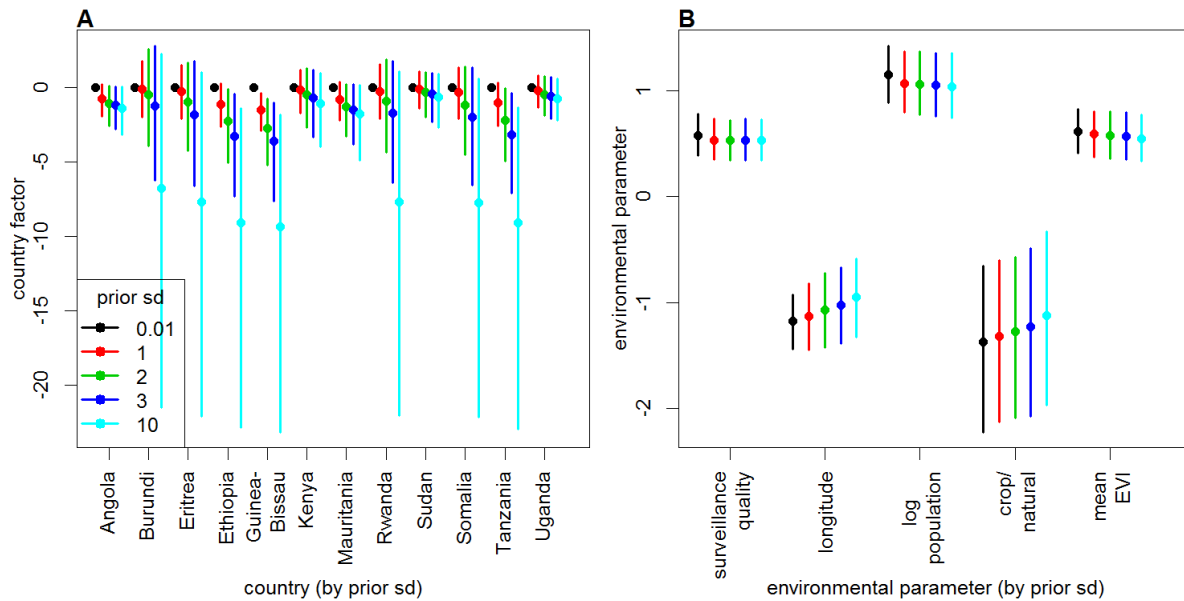 A
country factor
0
-5
-10
-15
-20
prior sd
0.01
1
2
3
10
Angola
Burundi
Eritrea
Ethiopia
Guinea-
Bissau
Kenya
Mauritania
Rwanda
Sudan
Somalia
Tanzania
Uganda
country (by prior sd)
B
environmental parameter
1
0
-1
-2
surveillance
quality
longitude
log
population
crop/
natural
mean
EVI
environmental parameter (by prior sd)